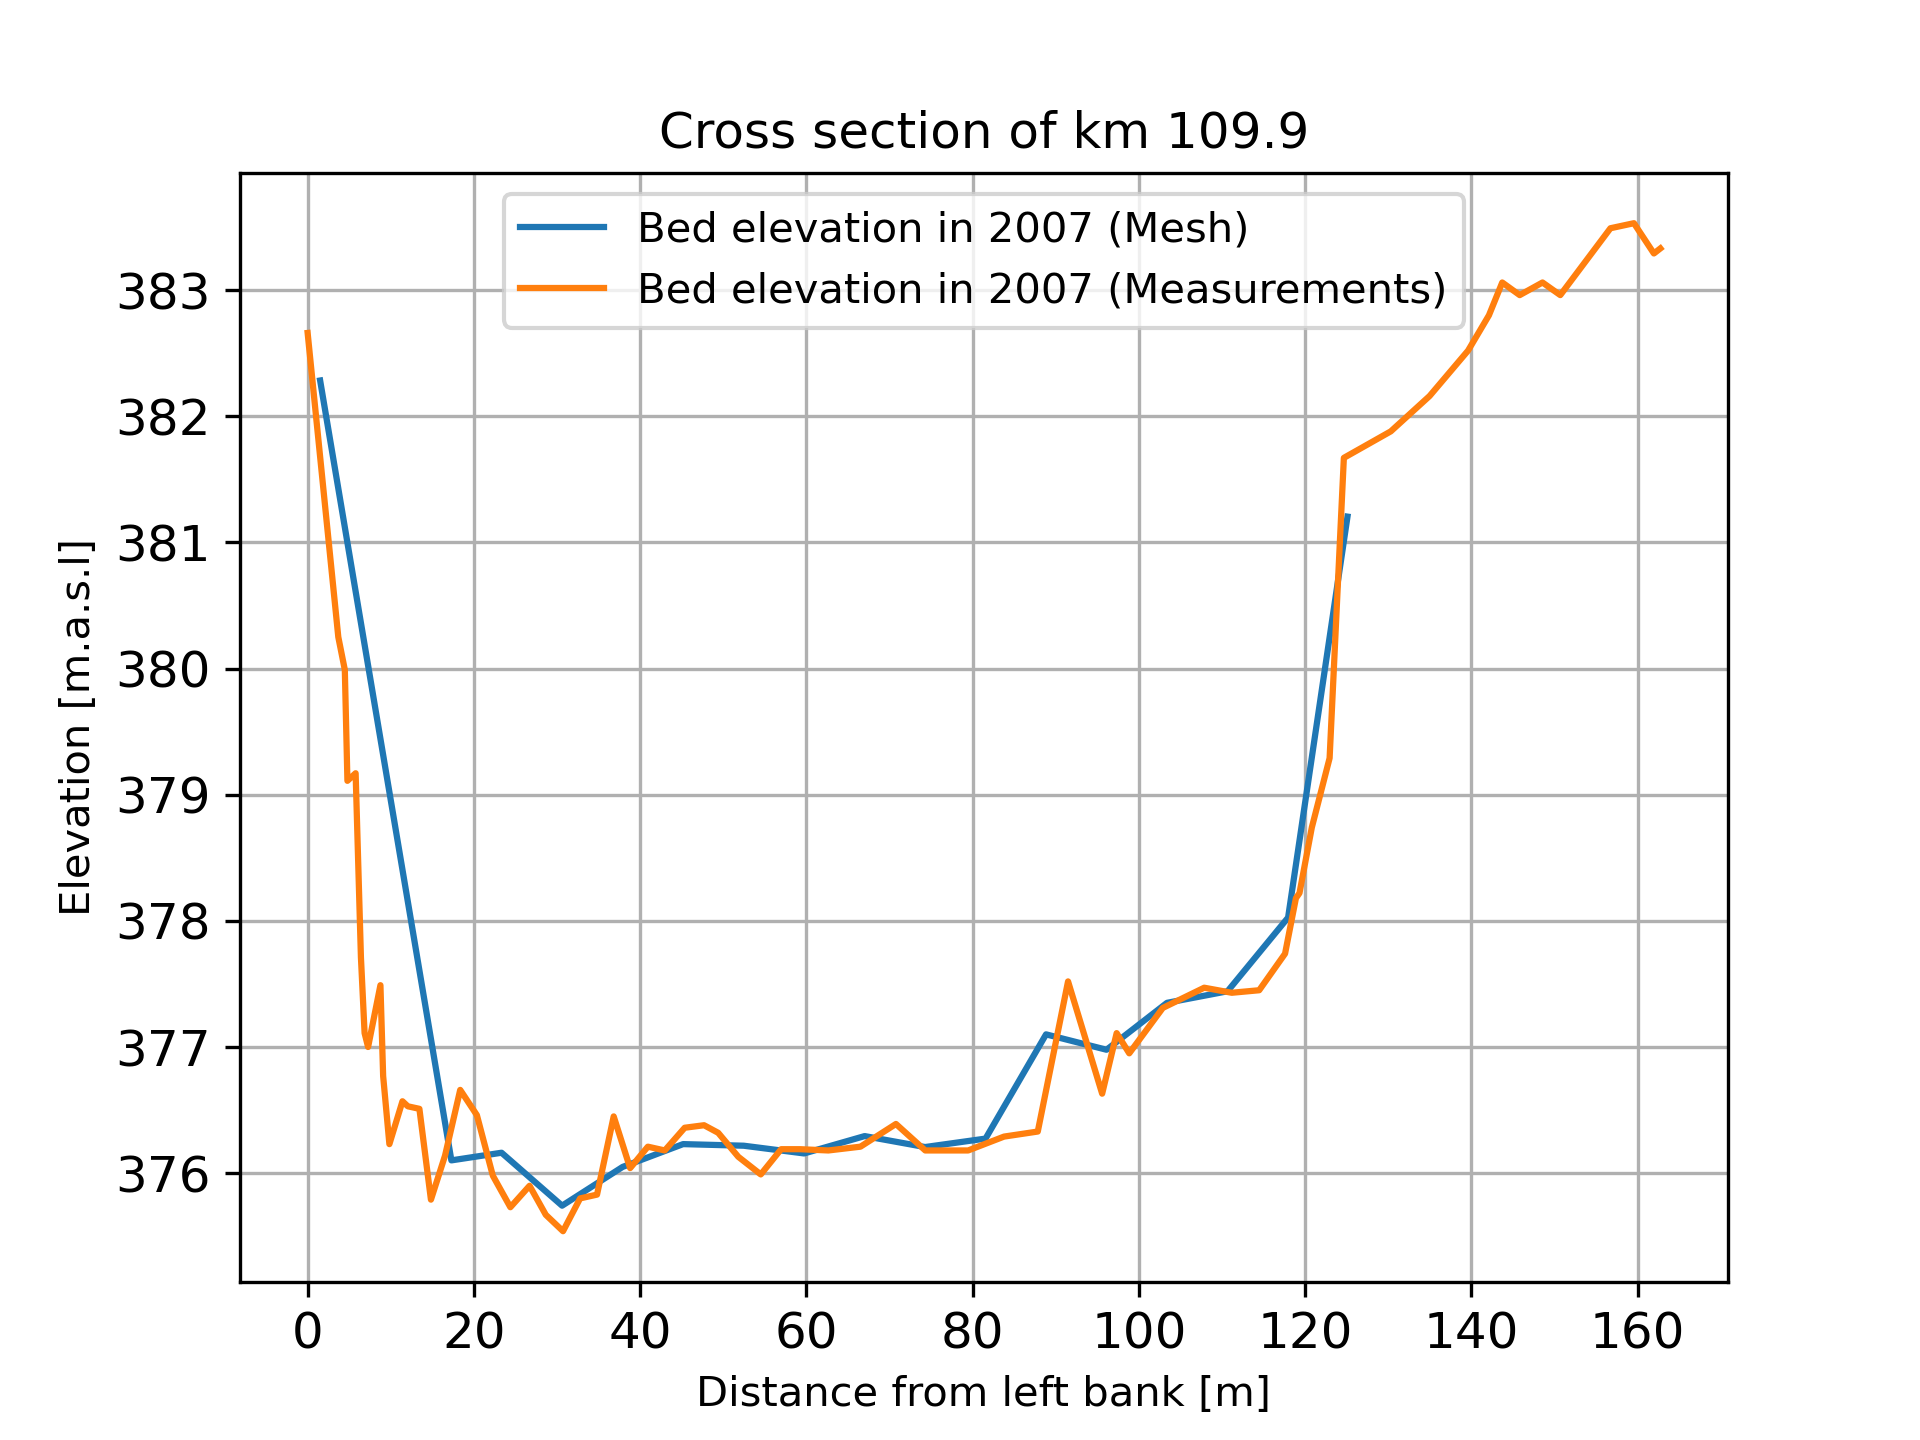 Cross section of km 109.9
Bed elevation in 2007 (Mesh)
Bed elevation in 2007 (Measurements)
383
382
381
380
379
378
377
376
Elevation [m.a.s.l]
0 20 40 60 80 100 120 140 160
Distance from left bank [m]